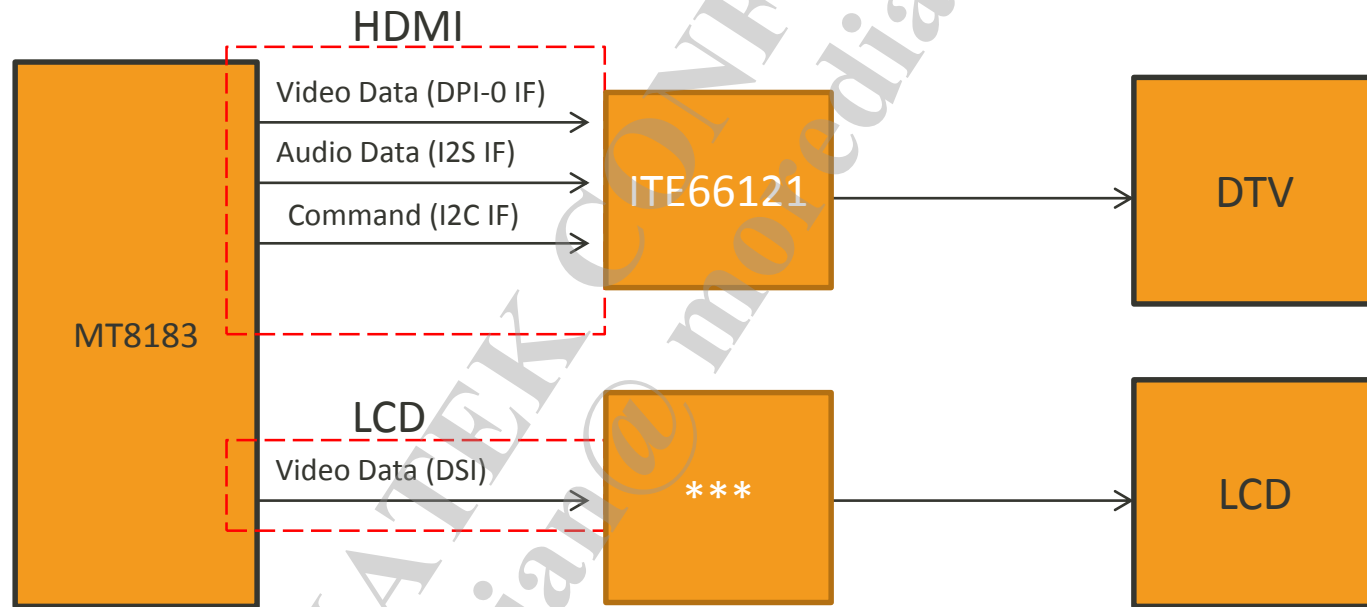 HDMI
Video Data (DPI-0 IF)
Audio Data (I2S IF)
Command (I2C IF)
ITE66121
DTV
MT8183
LCD
Video Data (DSI)
***
LCD